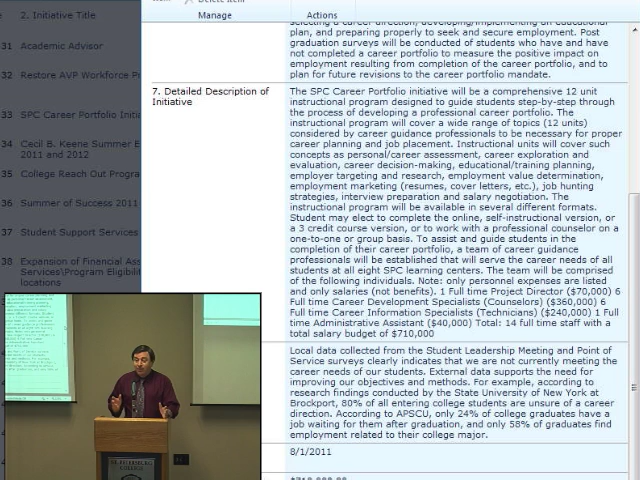 Delete Item
Manage
Actions
2. Initiative Title
31 Academic Advisor
32 Restore AVP Workforce Pr
33 SPC Career Portfolio Initia
34 Cecil B. Keene Summer E
2011 and 2012
35 College Reach Out Progra
36 Summer of Success 2011
37 Student Support Services
38 Expansion of Financial Ass
Services\Program Eligibilit
locations
selecting a career direction, developing/implementing an educational
plan, and preparing properly to seek and secure employment. Post
graduation surveys will be conducted of students who have and have
not completed a career portfolio to measure the positive impact on
employment resulting from completion of the career portfolio, and to
plan for future revisions to the career portfolio mandate.
7. Detailed Description of
Initiative
The SPC Career Portfolio initiative will be a comprehensive 12 unit
instructional program designed to guide students step-by-step through
the process of developing a professional career portfolio. The
instructional program will cover a wide range of topics (12 units)
considered by career guidance professionals to be necessary for proper
career planning and job placement. Instructional units will cover such
concepts as personal/career assessment, career exploration and
evaluation, career decision-making, educational/training planning,
employer targeting and research, employment value determination,
employment marketing (resumes, cover letters, etc.), job hunting
strategies, interview preparation and salary negotiation. The
instructional program will be available in several different formats.
Student may elect to complete the online, self-instructional version, or
a 3 credit course version, or to work with a professional counselor on a
one-to-one or group basis. To assist and guide students in the
completion of their career portfolio, a team of career guidance
professionals will be established that will serve the career needs of all
students at all eight SPC learning centers. The team will be comprised
of the following individuals. Note: only personnel expenses are listed
and only salaries (not benefits). 1 Full time Project Director ($70,000) 6
Full time Career Development Specialists (Counselors) ($360,000) 6
Full time Career Information Specialists (Technicians) ($240,000) 1 Full
time Administrative Assistant ($40,000) Total: 14 full time staff with a
total salary budget of $710,000
Local data collected from the Student Leadership Meeting and Point of
Service surveys clearly indicates that we are not currently meeting the
career needs of our students. External data supports the need for
improving our objectives and methods. For example, according to
research findings conducted by the State University of New York at
Brockport, 80% of all entering college students are unsure of a career
direction. According to APSCU, only 24% of college graduates have a
job waiting for them after graduation, and only 58% of graduates find
employment related to their college major.
8/1/2011
ST. PETERSBURG
COLLEGE